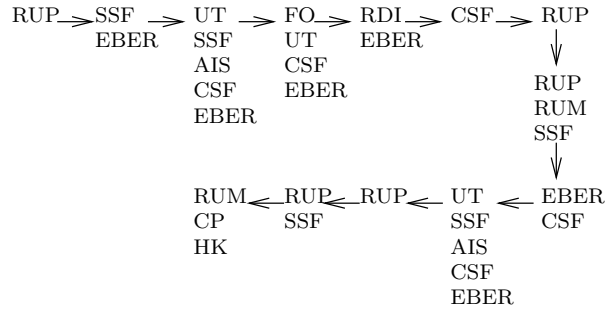 RUP SSF UT FO RDI CSF RUP
EBER SSF UT EBER
AIS CSF
CSF EBER
EBER
RUP
RUM
SSF
RUM RUP RUP UT EBER
CP SSF SSF CSF
HK AIS
CSF
EBER